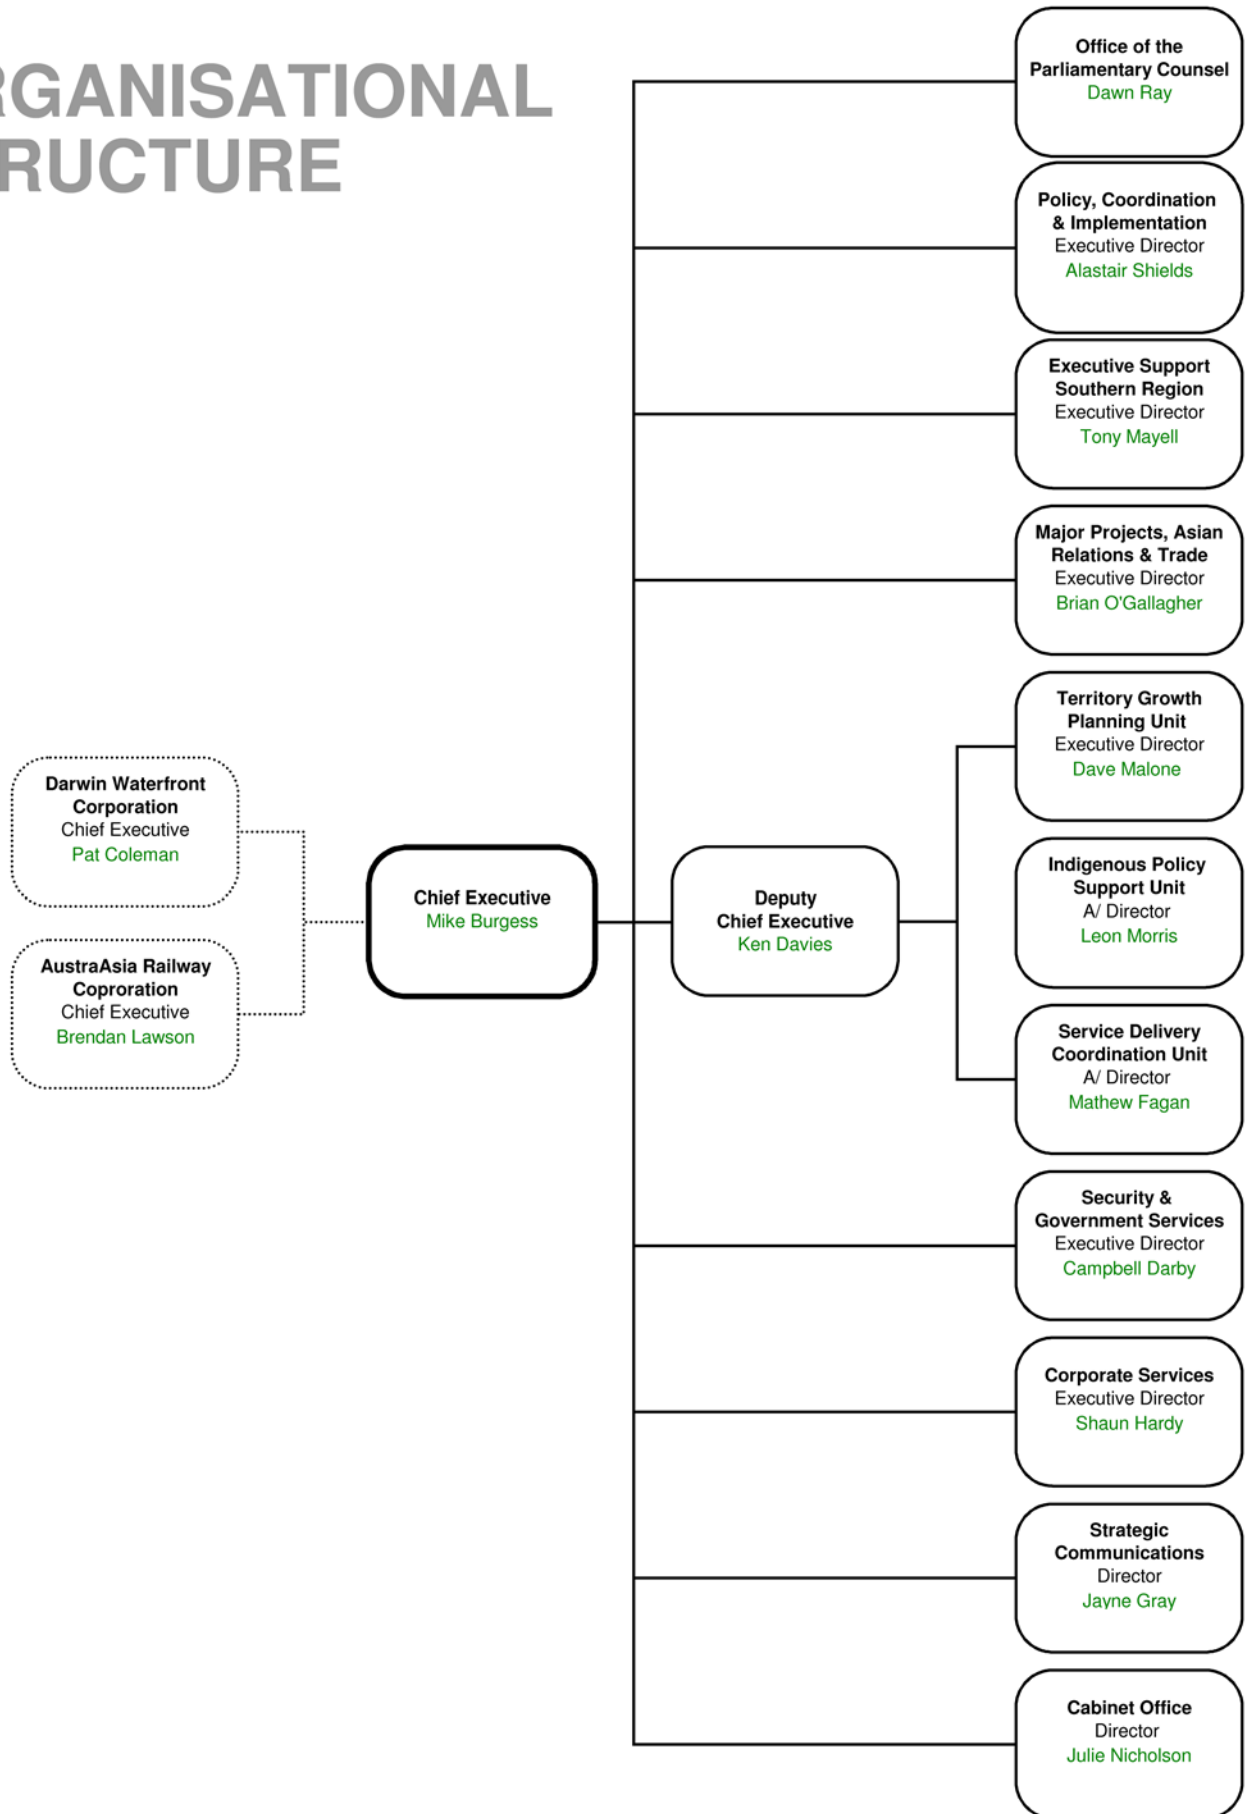 RGANISATIONAL
RUCTURE
Office of the
Parliamentary Counsel
Dawn Ray
Policy, Coordination
& Implementation
Executive Director
Alastair Shields
Executive Support
Southern Region
Executive Director
Tony Mayell
Major Projects, Asian
Relations & Trade
Executive Director
Brian O'Gallagher
Territory Growth
Planning Unit
Executive Director
Dave Malone
Darwin Waterfront
Corporation
Chief Executive
Pat Coleman
AustraAsia Railway
Coproration
Chief Executive
Brendan Lawson
Chief Executive
Mike Burgess
Deputy
Chief Executive
Ken Davies
Indigenous Policy
Support Unit
A/ Director
Leon Morris
Service Delivery
Coordination Unit
A/ Director
Mathew Fagan
Security &
Government Services
Executive Director
Campbell Darby
Corporate Services
Executive Director
Shaun Hardy
Strategic
Communications
Director
Jayne Gray
Cabinet Office
Director
Julie Nicholson